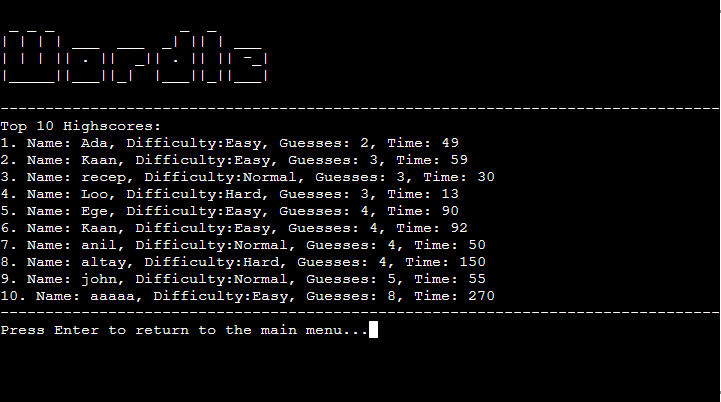 Wordle
Top 10 Highscores:
1. Name: Ada, Difficulty:Easy, Guesses: 2, Time: 49
2. Name: Kaan, Difficulty:Easy, Guesses: 3, Time: 59
3. Name: recep, Difficulty:Normal, Guesses: 3, Time: 30
4. Name: Loo, Difficulty:Hard, Guesses: 3, Time: 13
5. Name: Ege, Difficulty:Easy, Guesses: 4, Time: 90
6. Name: Kaan, Difficulty:Easy, Guesses: 4, Time: 92
7. Name: anil, Difficulty:Normal, Guesses: 4, Time: 50
8. Name: altay, Difficulty:Hard, Guesses: 4, Time: 150
9. Name: john, Difficulty:Normal, Guesses: 5, Time: 55
10. Name: aaaaa, Difficulty:Easy, Guesses: 8, Time: 270
Press Enter to return to the main menu...